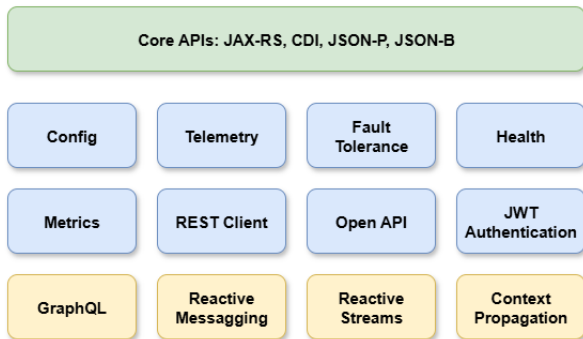 Core APIs: JAX-RS, CDI, JSON-P, JSON-B
Config
Telemetry
Fault
Tolerance
Health
Metrics
REST Client
Open API
JWT
Authentication
GraphQL
Reactive
Messagging
Reactive
Streams
Context
Propagation